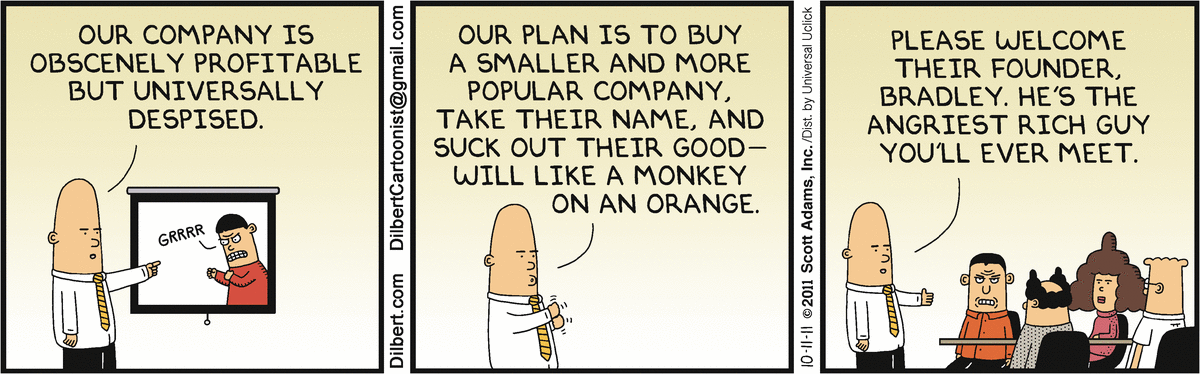 OUR COMPANY IS
OBSCENELY PROFITABLE
BUT UNIVERSALLY
DESPISED.
GRRRR
Dilbert.com DilbertCartoonist@gmail.com
OUR PLAN IS TO BUY
A SMALLER AND MORE
POPULAR COMPANY,
TAKE THEIR NAME, AND
SUCK OUT THEIR GOOD—
WILL LIKE A MONKEY
ON AN ORANGE.
10-11-11 ©2011 Scott Adams, Inc./Dist. by Universal Uclick
PLEASE WELCOME
THEIR FOUNDER,
BRADLEY. HE'S THE
ANGRIEST RICH GUY
YOU'LL EVER MEET.